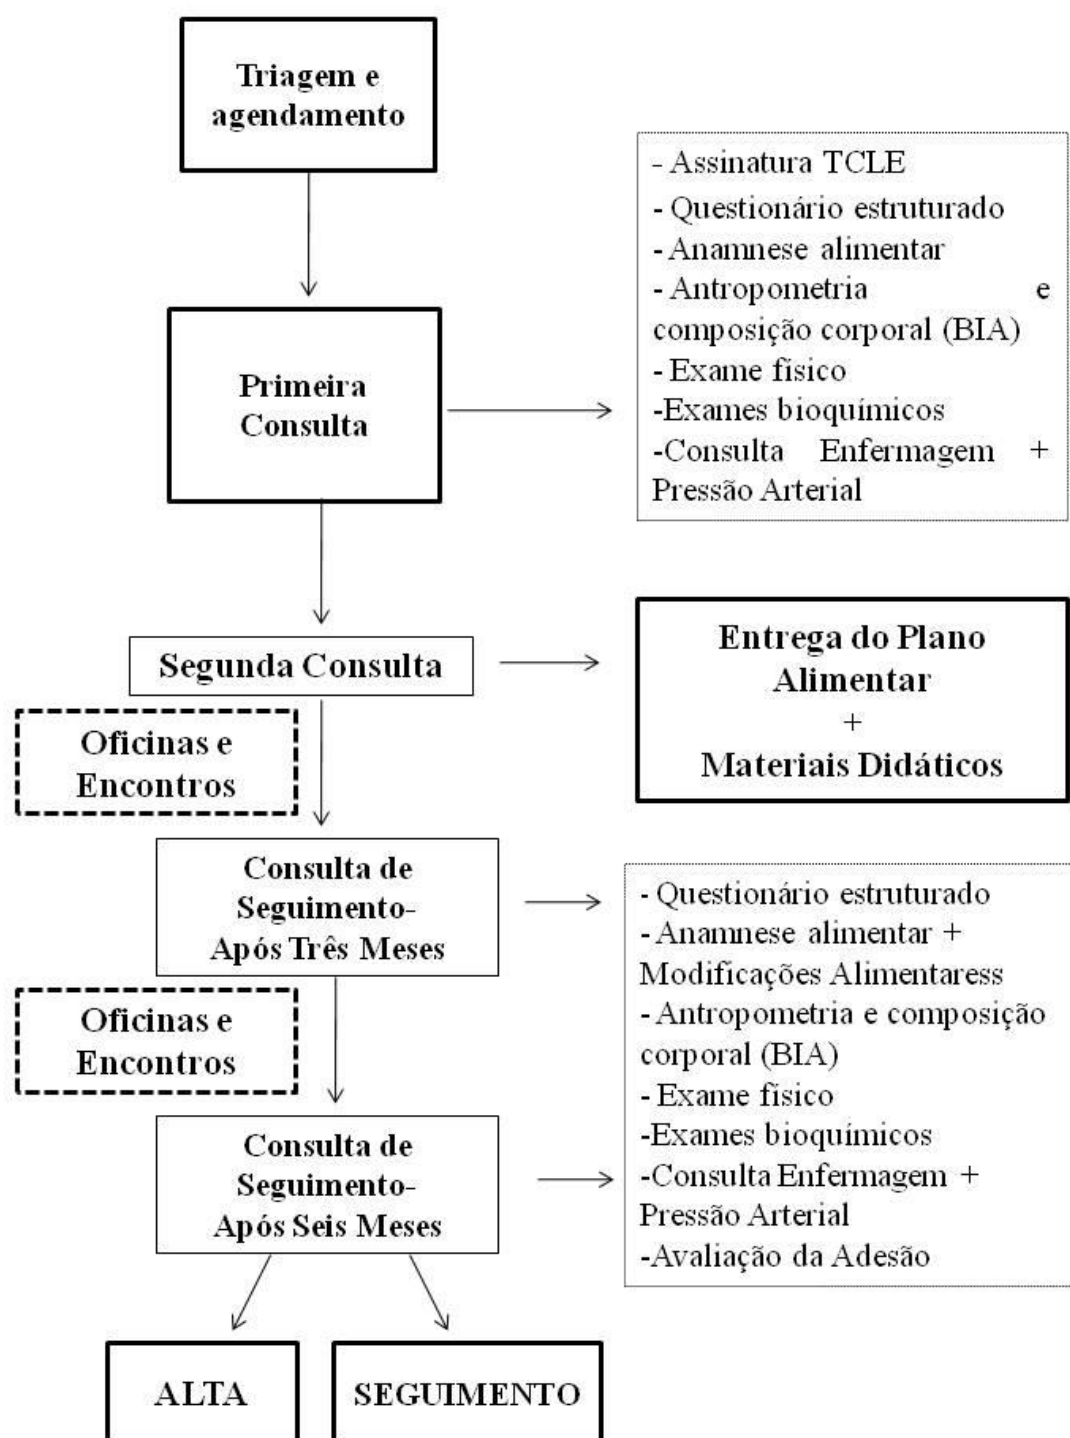 Triagem e
agendamento
- Assinatura TCLE
- Questionário estruturado
- Anamnese alimentar
- Antropometria e
composição corporal (BIA)
- Exame físico
-Exames bioquímicos
-Consulta Enfermagem +
Pressão Arterial
Primeira
Consulta
Segunda Consulta
Entrega do Plano
Alimentar
+
Materiais Didáticos
Oficinas e
Encontros
Consulta de
Seguimento-
Após Três Meses
- Questionário estruturado
- Anamnese alimentar +
Modificações Alimentaress
- Antropometria e composição
corporal (BIA)
- Exame físico
-Exames bioquímicos
-Consulta Enfermagem +
Pressão Arterial
-Avaliação da Adesão
Oficinas e
Encontros
Consulta de
Seguimento-
Após Seis Meses
ALTA
SEGUIMENTO